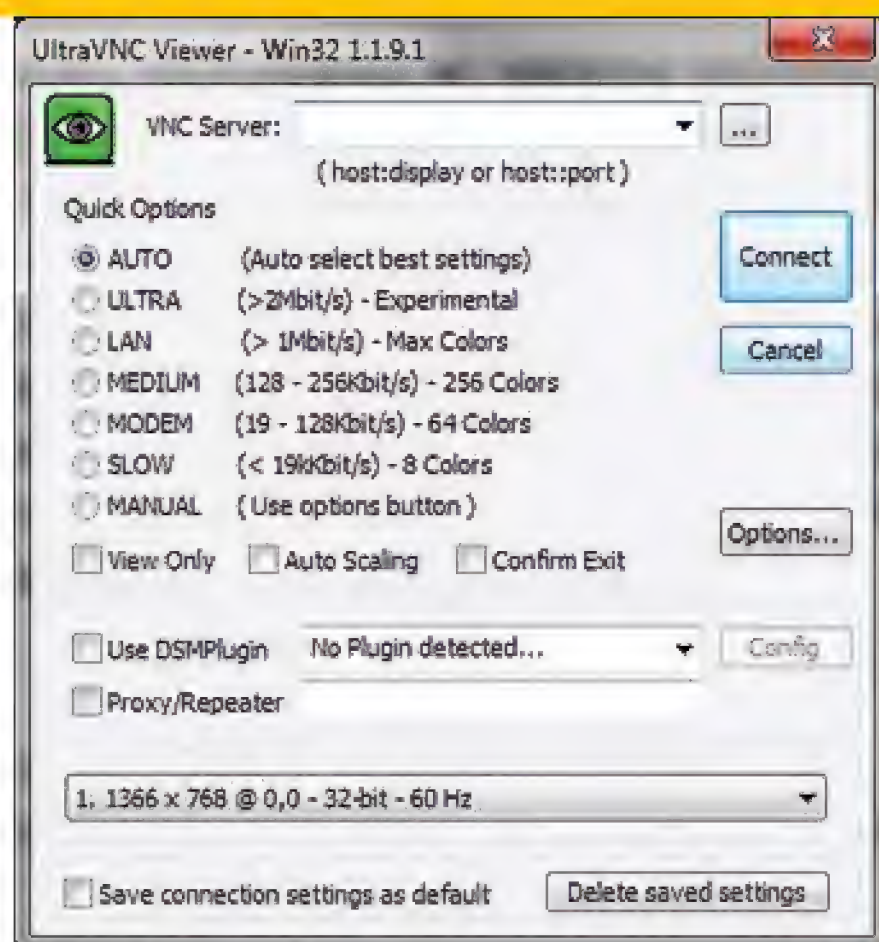 UltraVNC Viewer - Win32 1.1.9.1
VNC Server:
...
( host:display or host::port )
Quick Options
AUTO (Auto select best settings)
Connect
ULTRA (>2Mbit/s) - Experimental
LAN (> 1Mbit/s) - Max Colors
Cancel
MEDIUM (128 - 256Kbit/s) - 256 Colors
MODEM (19 - 128Kbit/s) - 64 Colors
SLOW (< 19kKbit/s) - 8 Colors
MANUAL ( Use options button )
Options...
View Only Auto Scaling Confirm Exit
Use DSMPlugin No Plugin detected... Config
Proxy/Repeater
1. 1366 x 768 @ 0,0 - 32-bit - 60 Hz
Save connection settings as default Delete saved settings